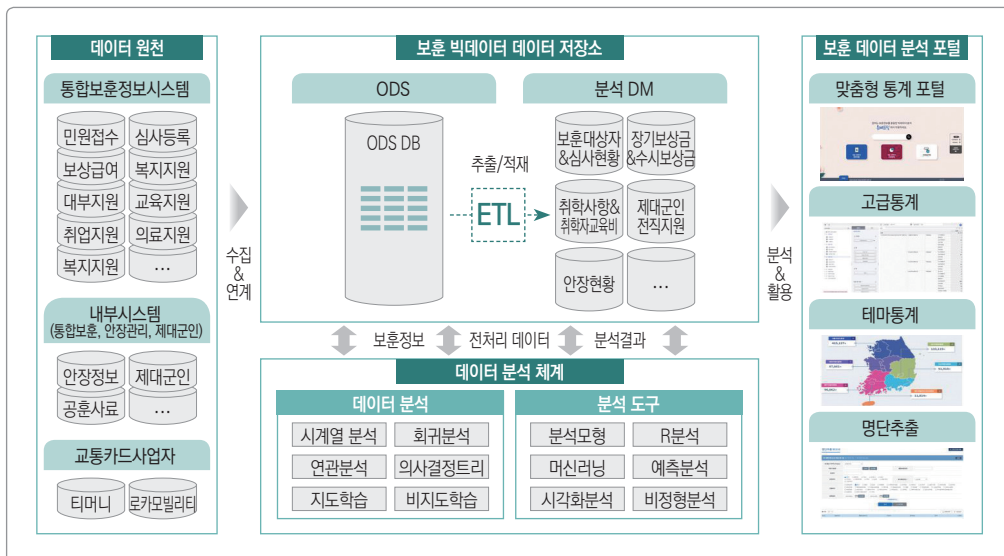 데이터 원천
통합보훈정보시스템
민원접수
심사등록
보상급여
복지지원
대부지원
교육지원
취업지원
의료지원
복지지원
...
내부시스템
(통합보훈, 안장관리, 제대군인)
안장정보
제대군인
공훈사료
...
교통카드사업자
티머니
로카모빌리티
수집
&
연계
보훈 빅데이터 데이터 저장소
ODS
ODS DB
추출/적재
ETL
분석 DM
보훈대상자
&심사현황
장기보상금
&수시보상금
취학사항&
취학자교육비
제대군인
전직지원
안장현황
...
보훈정보
전처리 데이터
분석결과
데이터 분석 체계
데이터 분석
시계열 분석
회귀분석
연관분석
의사결정트리
지도학습
비지도학습
분석 도구
분석모형
R분석
머신러닝
예측분석
시각화분석
비정형분석
분석
&
활용
보훈 데이터 분석 포털
맞춤형 통계 포털
고급통계
테마통계
명단추출